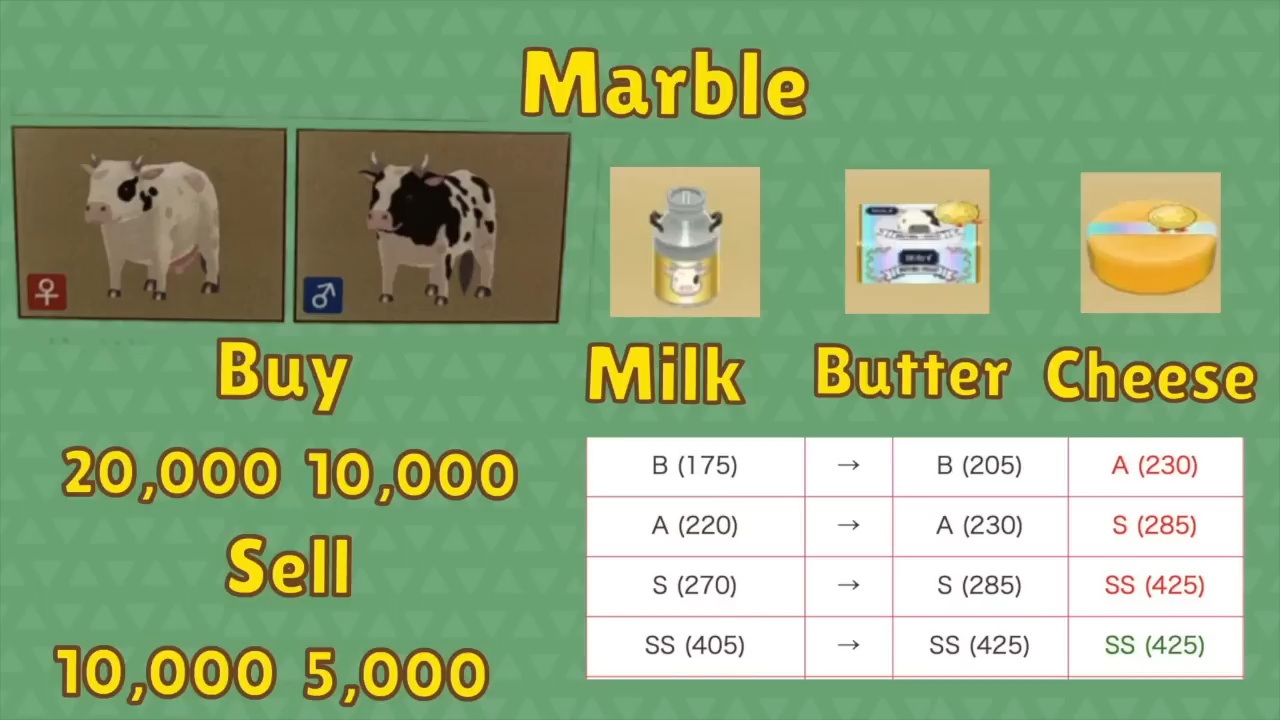 Marble
♀ ♂
Buy
20,000 10,000
Sell
10,000 5,000
Milk Butter Cheese
B (175) → B (205) A (230)
A (220) → A (230) S (285)
S (270) → S (285) SS (425)
SS (405) → SS (425) SS (425)